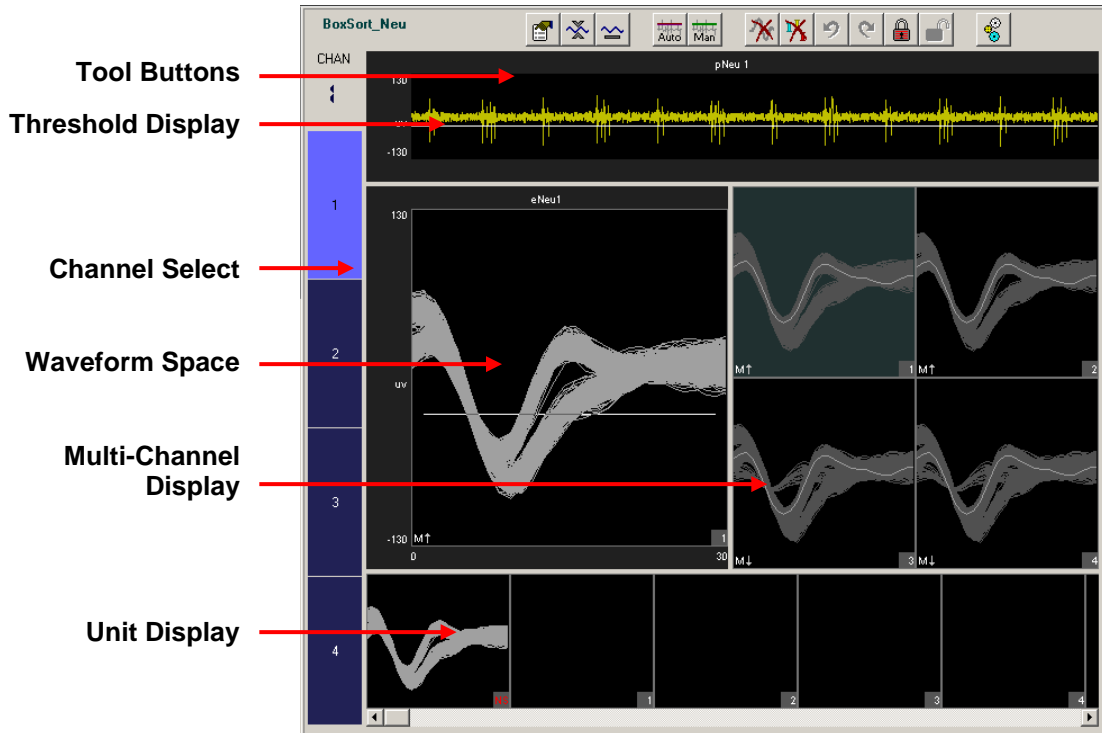 BoxSort_Neu
Auto Man
CHAN
pNeu 1
Tool Buttons
130
Threshold Display
-130
1
eNeu1
130
Channel Select
2
Waveform Space
uv
M↑ 1 M↑ 2
Multi-Channel
Display
3
-130 M↑ 1
0 30
M↓ 3 M↓ 4
Unit Display
4
1 2 3 4